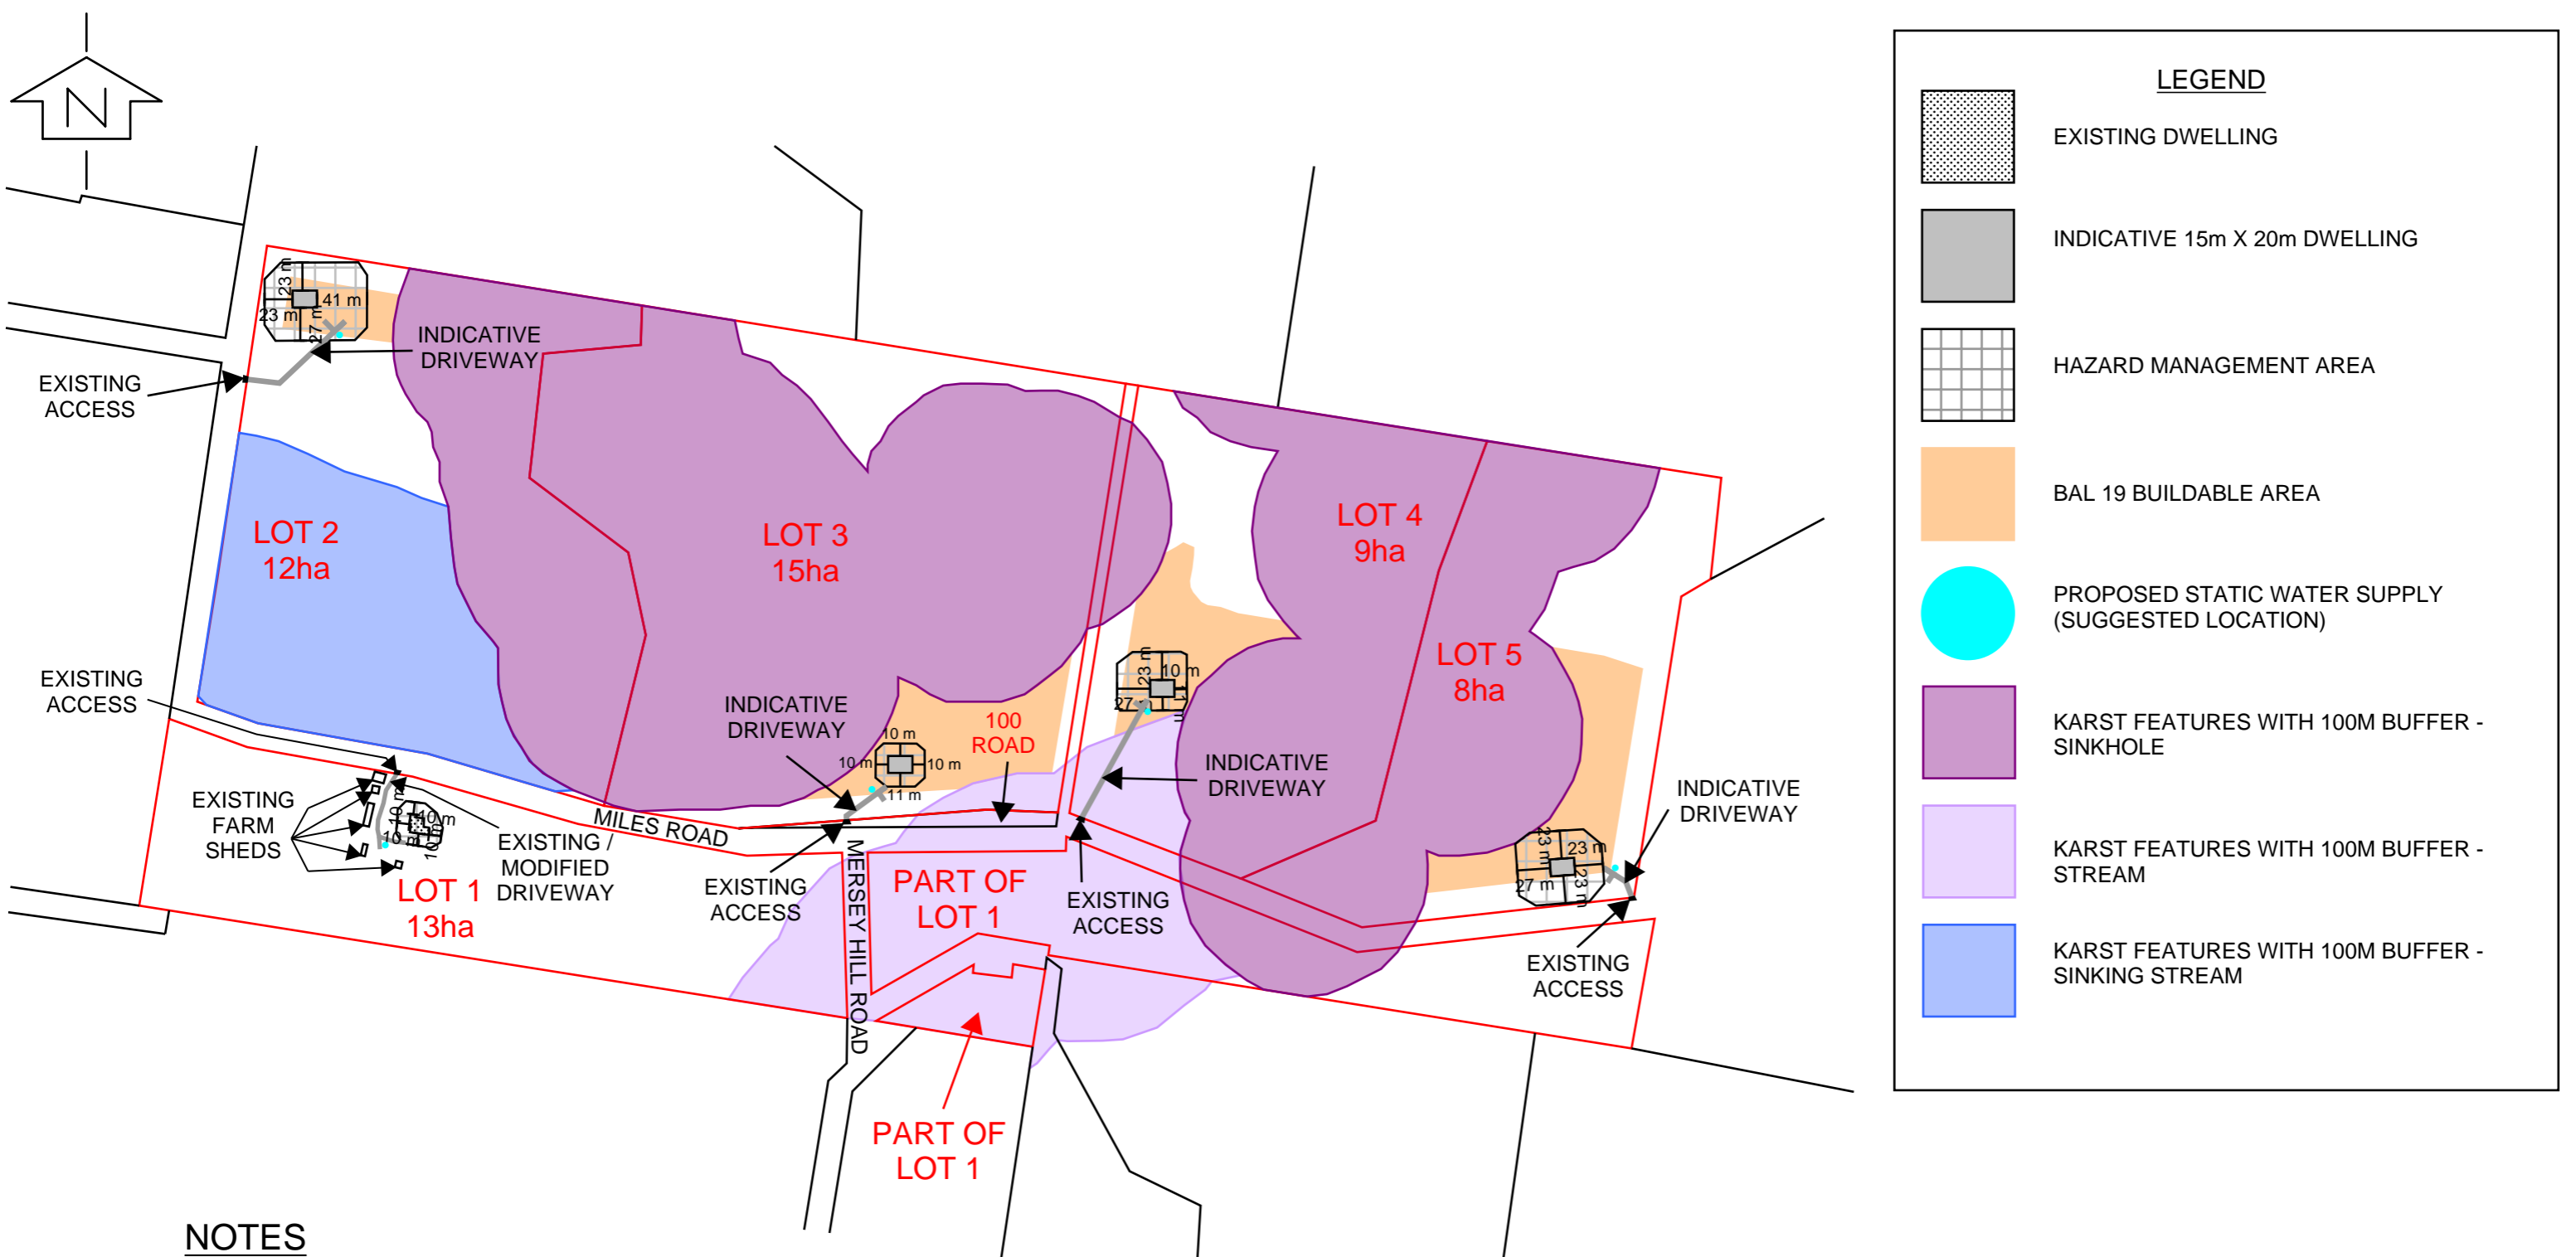 N
23 m
41 m
23 m
27 m
INDICATIVE
DRIVEWAY
EXISTING
ACCESS
LOT 2
12ha
LOT 3
15ha
LOT 4
9ha
LOT 5
8ha
EXISTING
ACCESS
INDICATIVE
DRIVEWAY
100
ROAD
10 m
10 m
10 m
11 m
23 m
10 m
27
11 m
INDICATIVE
DRIVEWAY
INDICATIVE
DRIVEWAY
EXISTING
FARM
SHEDS
10 m
10 m
10 m
10 m
EXISTING /
MODIFIED
DRIVEWAY
MILES ROAD
LOT 1
13ha
EXISTING
ACCESS
MERSEY HILL ROAD
PART OF
LOT 1
EXISTING
ACCESS
23 m
23 m
27 m
23 m
EXISTING
ACCESS
PART OF
LOT 1
NOTES
LEGEND
EXISTING DWELLING
INDICATIVE 15m X 20m DWELLING
HAZARD MANAGEMENT AREA
BAL 19 BUILDABLE AREA
PROPOSED STATIC WATER SUPPLY
(SUGGESTED LOCATION)
KARST FEATURES WITH 100M BUFFER -
SINKHOLE
KARST FEATURES WITH 100M BUFFER -
STREAM
KARST FEATURES WITH 100M BUFFER -
SINKING STREAM